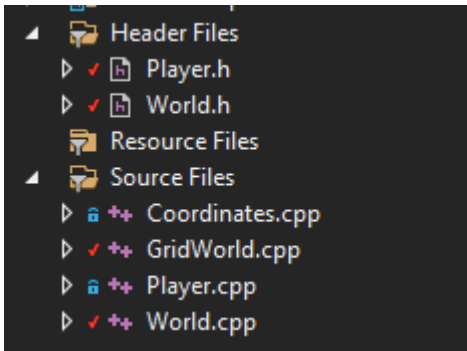 Header Files
Player.h
World.h
Resource Files
Source Files
Coordinates.cpp
GridWorld.cpp
Player.cpp
World.cpp